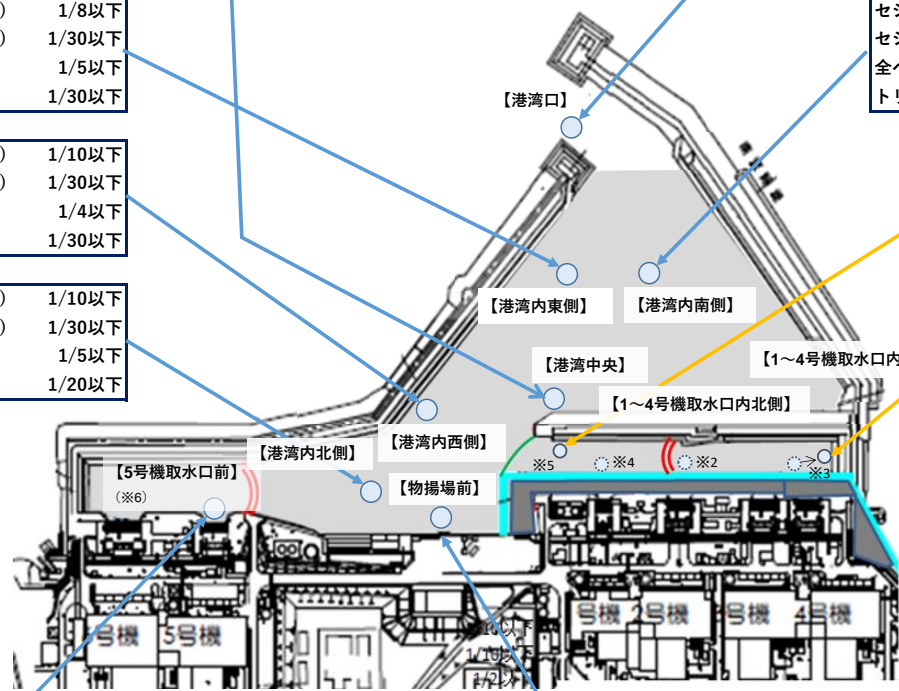 ） 1/8以下
） 1/30以下
1/5以下
1/30以下
） 1/10以下
） 1/30以下
1/4以下
1/30以下
） 1/10以下
） 1/30以下
1/5以下
1/20以下
セシ
セシ
全ベ
トリ
【港湾口】
【港湾内東側】
【港湾内南側】
【港湾中央】
【1～4号機取水口内
【1～4号機取水口内北側】
【港湾内西側】
【港湾内北側】
【5号機取水口前】
（※6）
【物揚場前】
※5
※4
※2
※3
号機
5号機
1/10以下
1/2以
号機
2号機
号機
4号機